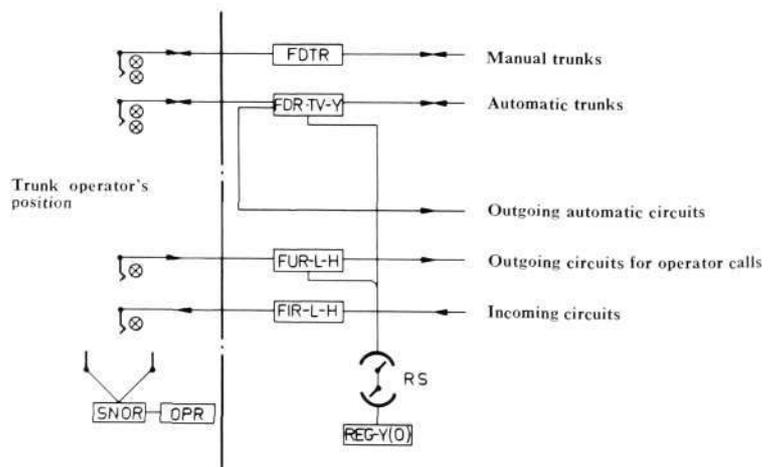 FDTR
Manual trunks
FDR-TV-Y
Automatic trunks
Trunk operator's
position
Outgoing automatic circuits
FUR-L-H
Outgoing circuits for operator calls
FIR-L-H
Incoming circuits
RS
SNOR
OPR
REG-Y(O)